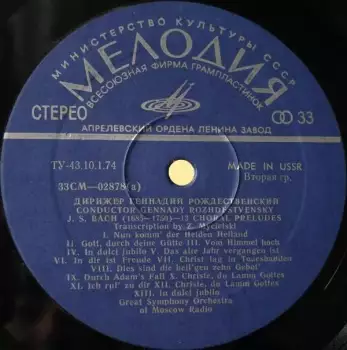 МИНИСТЕРСТВО КУЛЬТУРЫ СССР
МЕЛОДИЯ
ВСЕСОЮЗНАЯ ФИРМА ГРАМПЛАСТИНОК
СТЕРЕО
33
АПРЕЛЕВСКИЙ ОРДЕНА ЛЕНИНА ЗАВОД
ТУ-43.10.1.74
MADE IN USSR
33СМ—02878(а)
Вторая гр.
ДИРИЖЕР ГЕННАДИЙ РОЖДЕСТВЕНСКИЙ
CONDUCTOR GENNADY ROZHDESTVENSKY
J. S. BACH (1685—1750)—13 CHORAL PRELUDES
Transcription by Z. Mycielski
I. Nun komm' der Heiden Heiland
II. Gott, durch deine Güte III. Vom Himmel hoch
IV. In dulci jubilo V. Das alte Jahr vergangen ist
VI. In dir ist Freude VII. Christ lag in Todesbanden
VIII. Dies sind die heil'gen zehn Gebot'
IX. Durch Adam's Fall X. Christe, du Lamm Gottes
XI. Ich ruf' zu dir XII. Christe, du Lamm Gottes
XIII. In dolci jubilo
Great Symphony Orchestra
of Moscow Radio